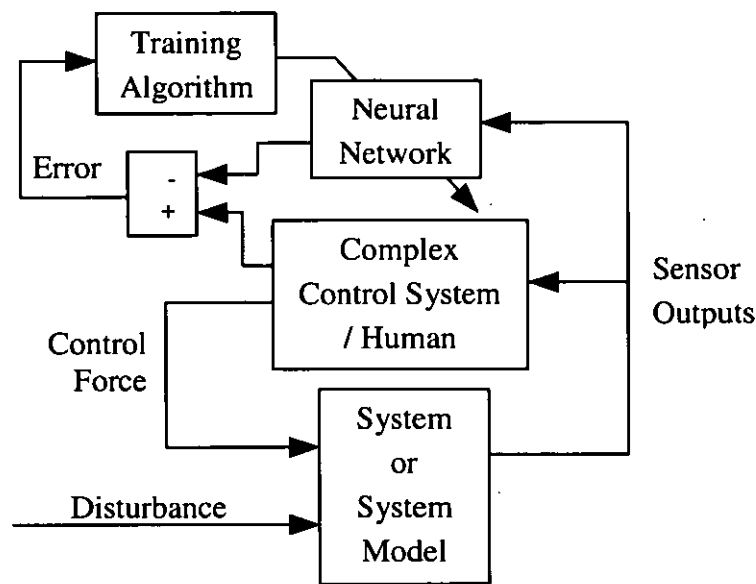 Training
Algorithm
Neural
Network
Error
-
+
Complex
Control System
/ Human
Sensor
Outputs
Control
Force
System
or
System
Model
Disturbance